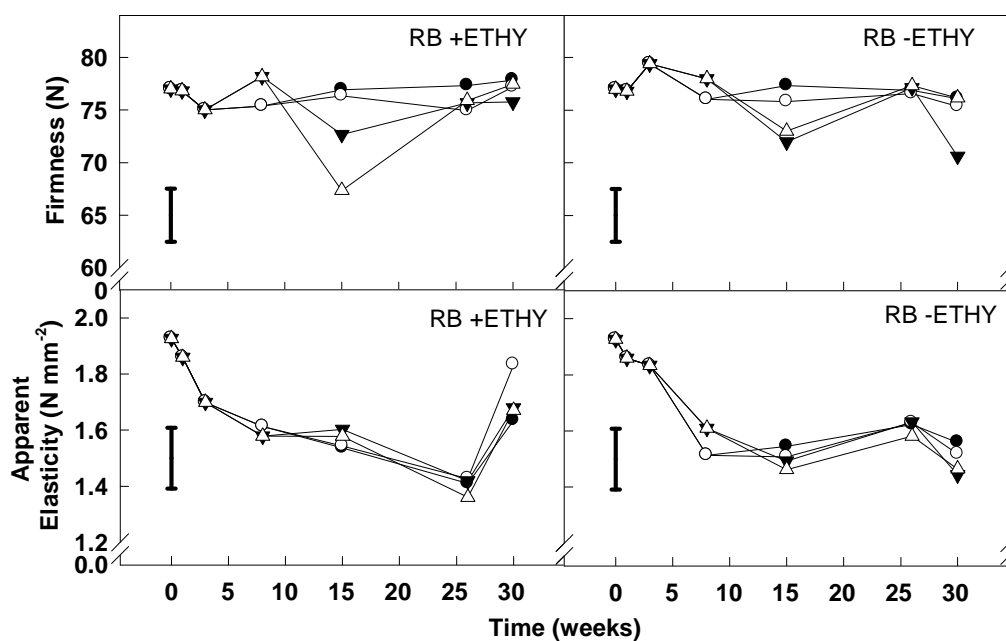 RB +ETHY
RB -ETHY
Firmness (N)
80
75
70
65
60
0
RB +ETHY
RB -ETHY
Apparent
Elasticity (N mm-2)
2.0
1.8
1.6
1.4
1.2
0.0
0 5 10 15 20 25 30
0 5 10 15 20 25 30
Time (weeks)